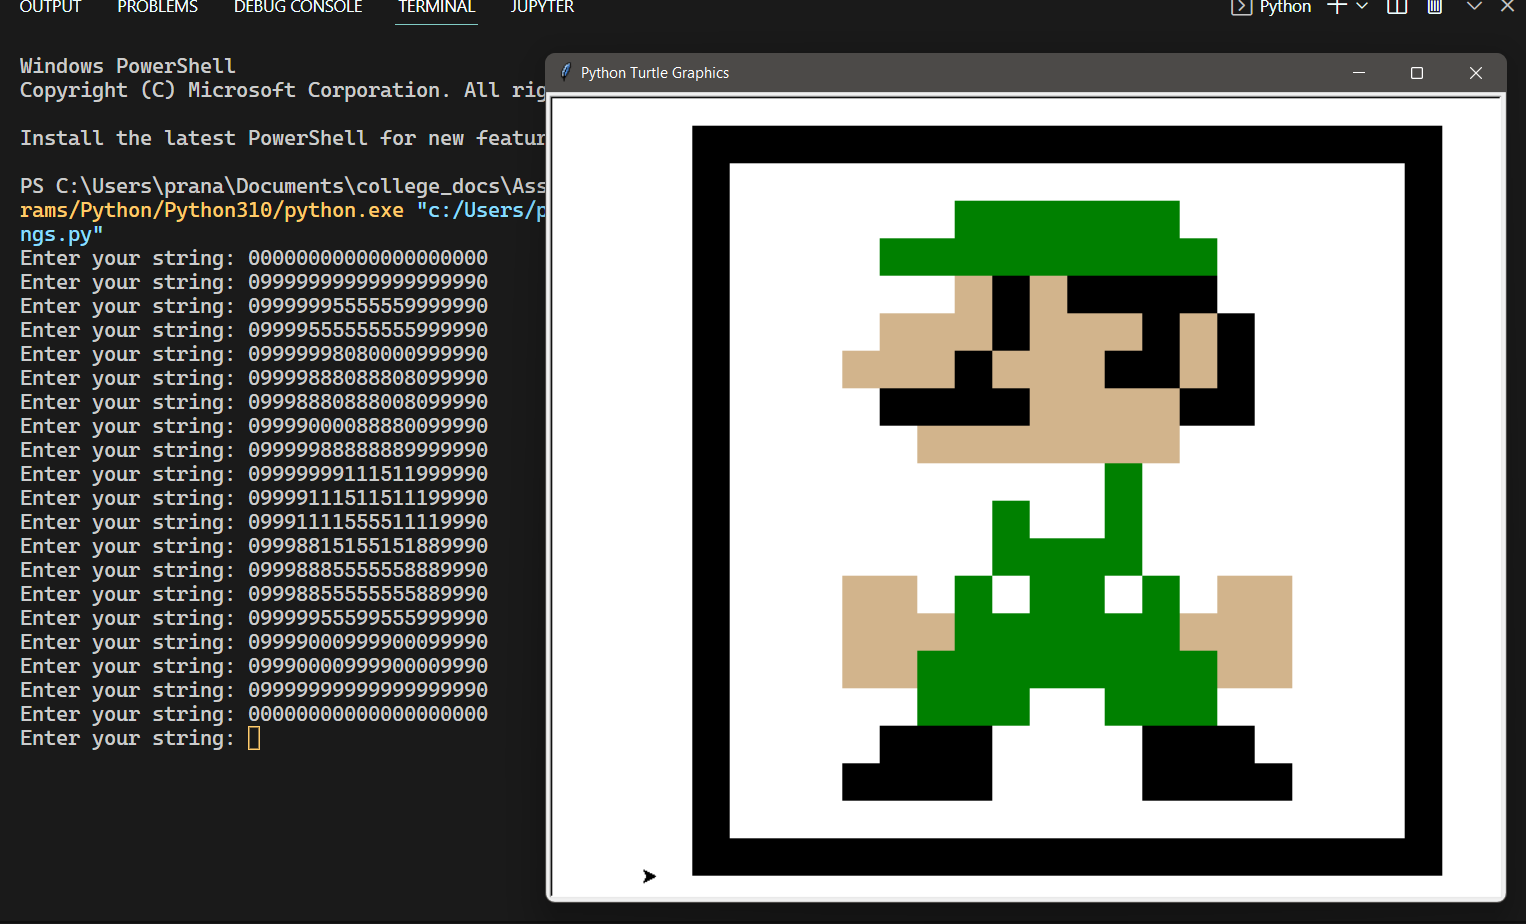 OUTPUT PROBLEMS DEBUG CONSOLE TERMINAL JUPYTER Python
Windows PowerShell
Copyright (C) Microsoft Corporation. All rig
Install the latest PowerShell for new featur
PS C:\Users\prana\Documents\college_docs\Ass
rams/Python/Python310/python.exe "c:/Users/p
ngs.py"
Enter your string: 00000000000000000000
Enter your string: 09999999999999999990
Enter your string: 09999999555555999990
Enter your string: 09999555555555999990
Enter your string: 09999998080000999990
Enter your string: 09999888088808099990
Enter your string: 09998880888008099990
Enter your string: 09999000088880099990
Enter your string: 09999998888889999990
Enter your string: 09999999111511999990
Enter your string: 09999111511511199990
Enter your string: 09991111555511119990
Enter your string: 09998815155151889990
Enter your string: 09998885555558889990
Enter your string: 09998855555555889990
Enter your string: 09999955599555999990
Enter your string: 09999000999900099990
Enter your string: 09990000999900009990
Enter your string: 09999999999999999990
Enter your string: 00000000000000000000
Enter your string:
Python Turtle Graphics